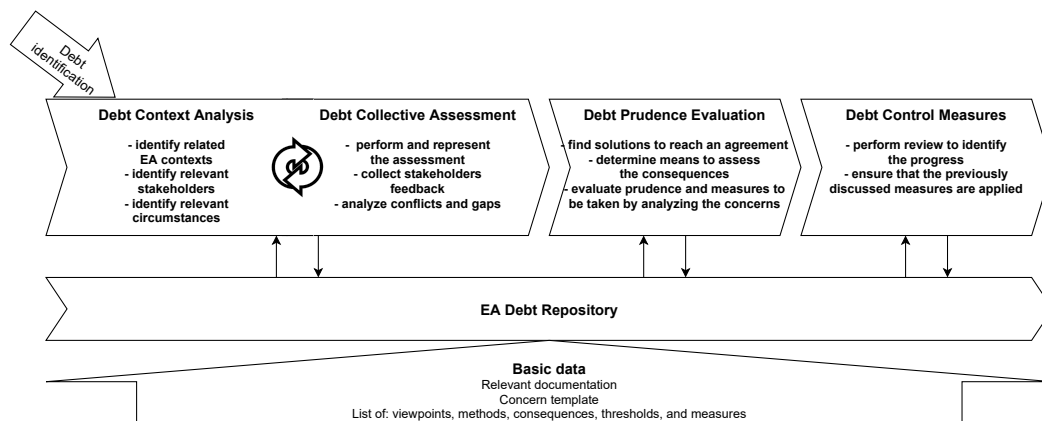 Debt
identification
Debt Context Analysis
- identify related
EA contexts
- identify relevant
stakeholders
- identify relevant
circumstances
Debt Collective Assessment
- perform and represent
the assessment
- collect stakeholders
feedback
- analyze conflicts and gaps
Debt Prudence Evaluation
- find solutions to reach an agreement
- determine means to assess
the consequences
- evaluate prudence and measures to
be taken by analyzing the concerns
Debt Control Measures
- perform review to identify
the progress
- ensure that the previously
discussed measures are applied
EA Debt Repository
Basic data
Relevant documentation
Concern template
List of: viewpoints, methods, consequences, thresholds, and measures